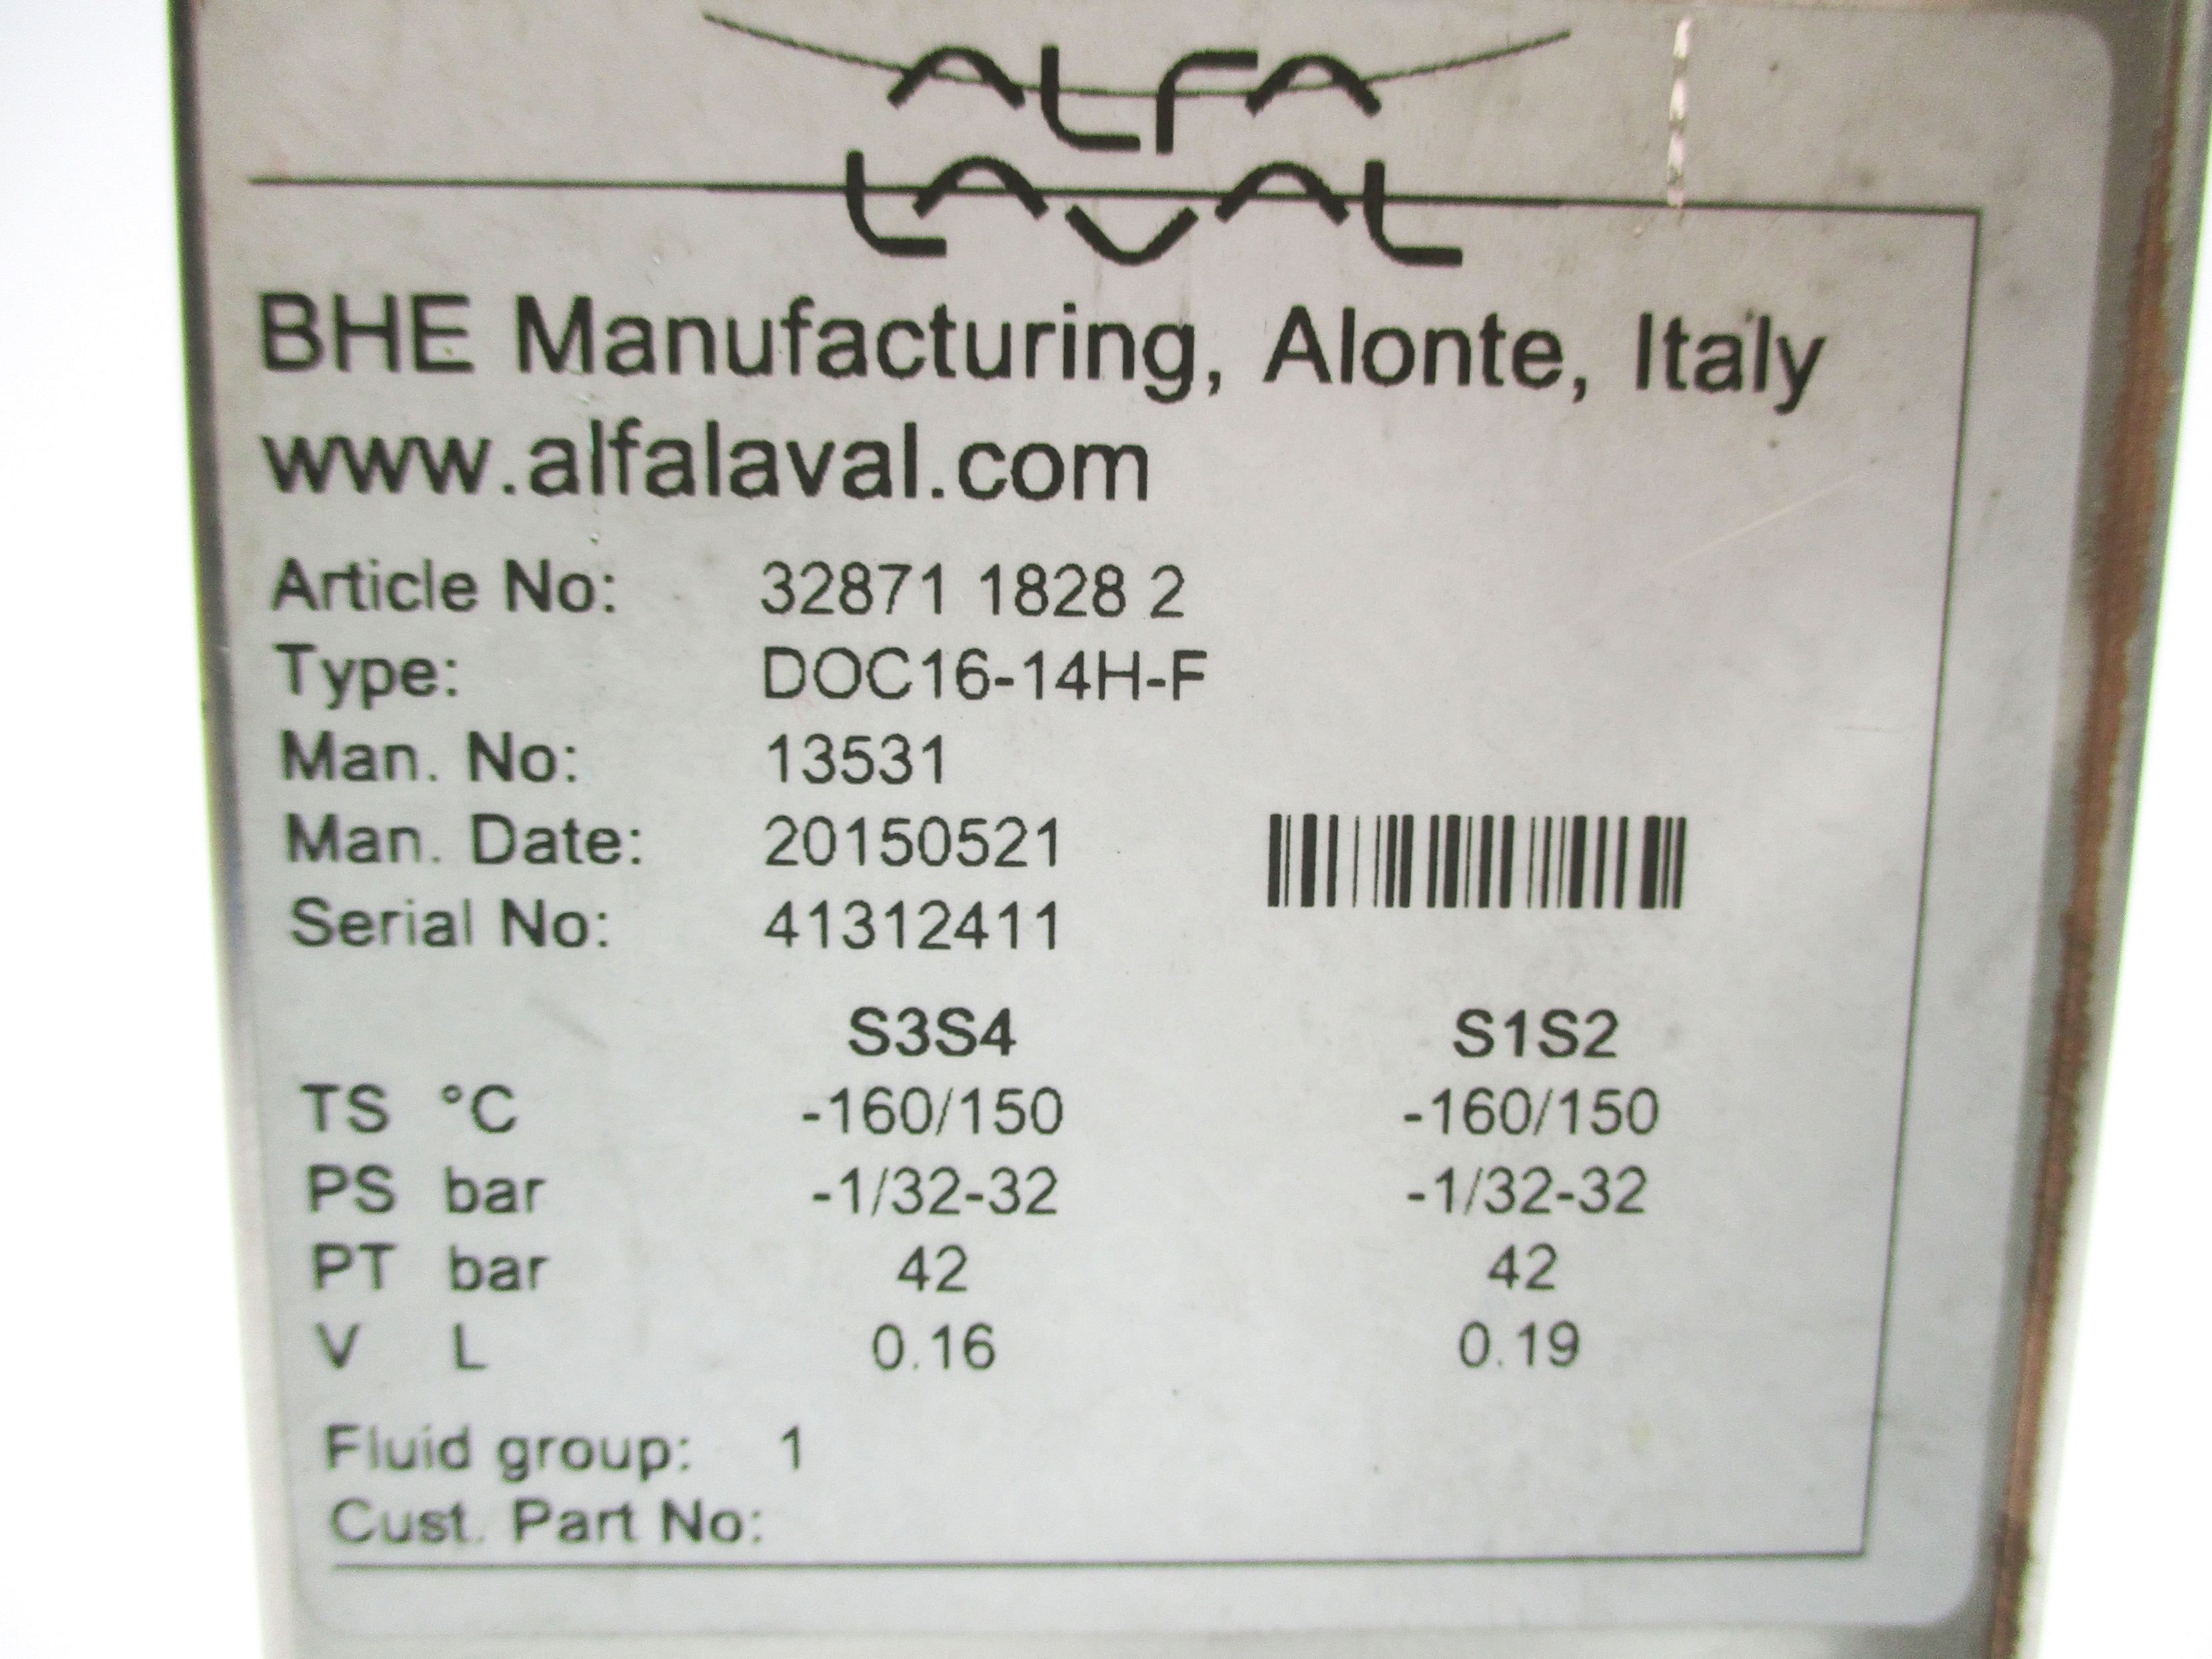 ALFA
LAVAL
BHE Manufacturing, Alonte, Italy
www.alfalaval.com
Article No: 32871 1828 2
Type: DOC16-14H-F
Man. No: 13531
Man. Date: 20150521
Serial No: 41312411
S3S4 S1S2
TS °C -160/150 -160/150
PS bar -1/32-32 -1/32-32
PT bar 42 42
V L 0.16 0.19
Fluid group: 1
Cust. Part No: